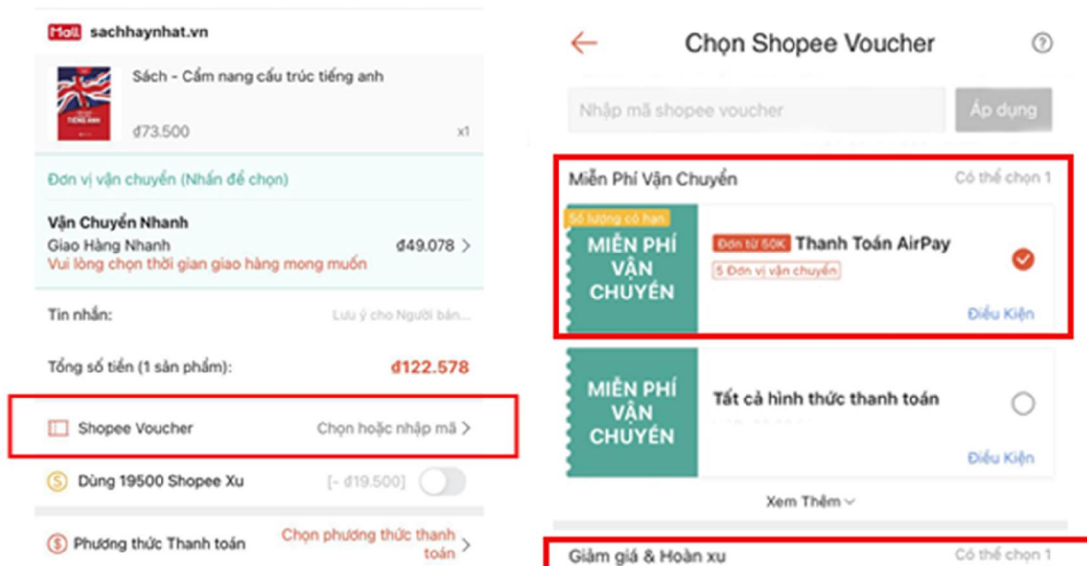 Mall sachhaynhat.vn
Sách - Cẩm nang cấu trúc tiếng anh
TIẾNG ANH
đ73.500 x1
Đơn vị vận chuyển (Nhấn để chọn)
Vận Chuyển Nhanh
Giao Hàng Nhanh đ49.078 >
Vui lòng chọn thời gian giao hàng mong muốn
Tin nhắn: Lưu ý cho Người bán...
Tổng số tiền (1 sản phẩm): đ122.578
Shopee Voucher Chọn hoặc nhập mã >
Dùng 19500 Shopee Xu [- đ19.500]
Phương thức Thanh toán Chọn phương thức thanh toán >
Chọn Shopee Voucher
Nhập mã shopee voucher Áp dụng
Miễn Phí Vận Chuyển Có thể chọn 1
Số lượng có hạn
MIỄN PHÍ
VẬN
CHUYỂN
Đơn từ 50K Thanh Toán AirPay
5 Đơn vị vận chuyển
Điều Kiện
MIỄN PHÍ
VẬN
CHUYỂN
Tất cả hình thức thanh toán
Điều Kiện
Xem Thêm
Giảm giá & Hoàn xu Có thể chọn 1